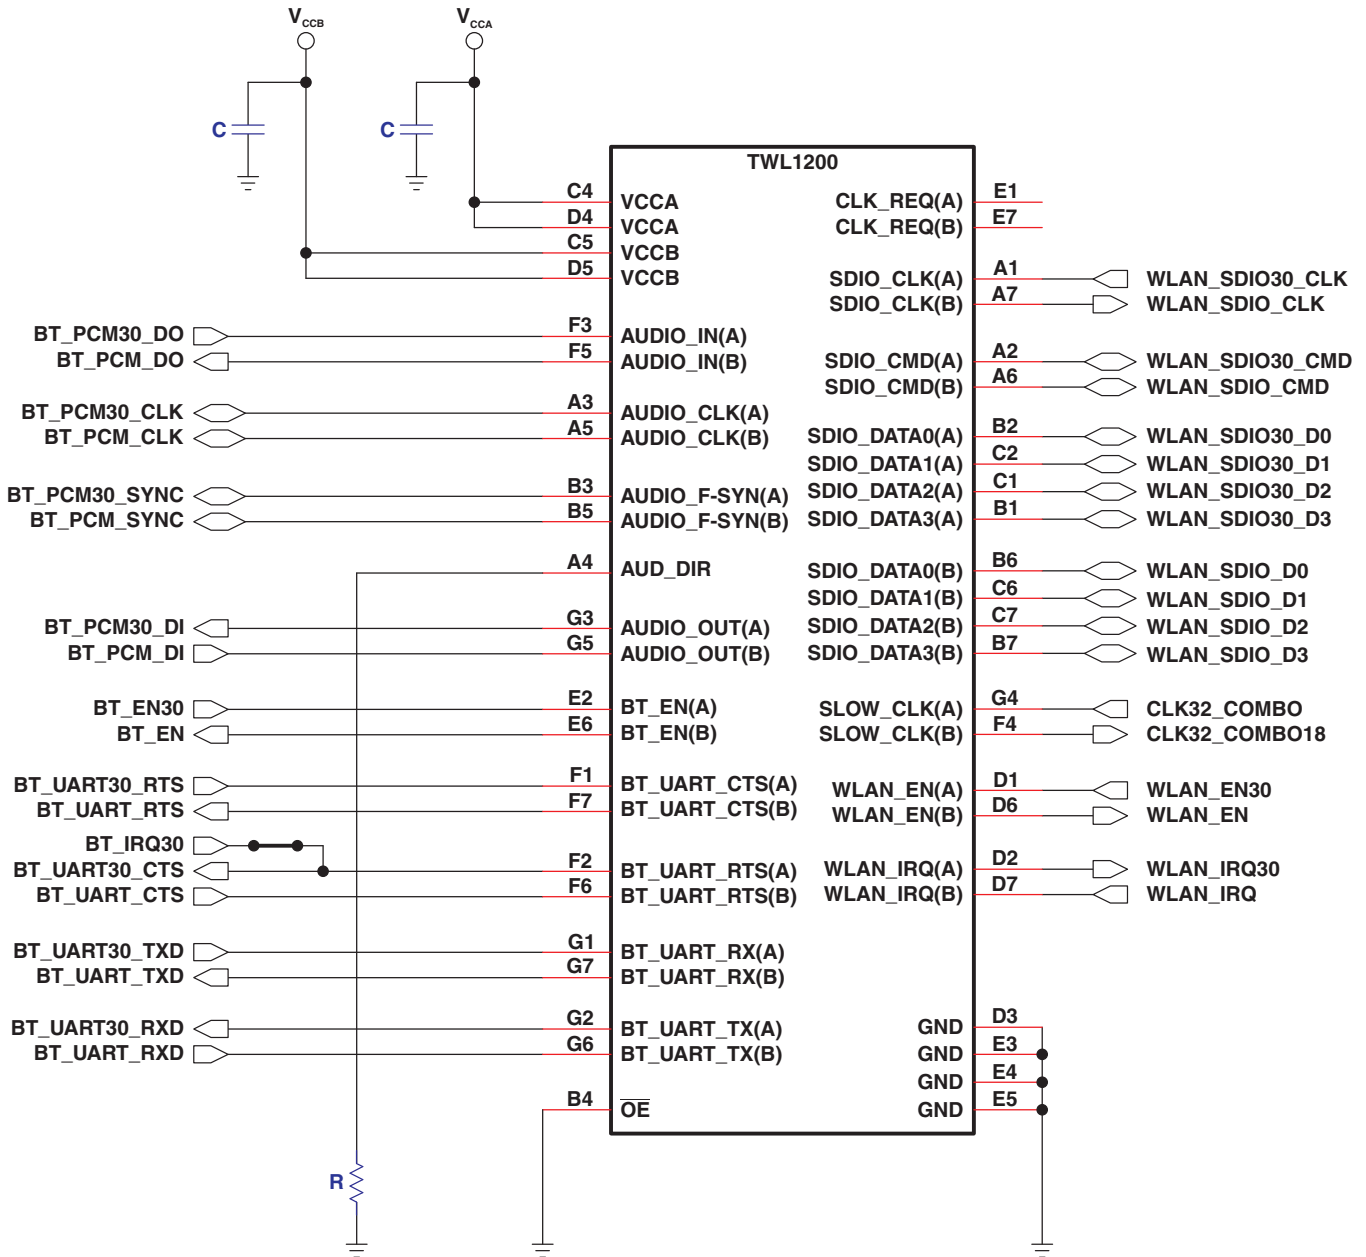 VCCB
VCCA
C
C
TWL1200
C4 VCCA
D4 VCCA
C5 VCCB
D5 VCCB
BT_PCM30_DO F3 AUDIO_IN(A)
BT_PCM_DO F5 AUDIO_IN(B)
BT_PCM30_CLK A3 AUDIO_CLK(A)
BT_PCM_CLK A5 AUDIO_CLK(B)
BT_PCM30_SYNC B3 AUDIO_F-SYN(A)
BT_PCM_SYNC B5 AUDIO_F-SYN(B)
A4 AUD_DIR
BT_PCM30_DI G3 AUDIO_OUT(A)
BT_PCM_DI G5 AUDIO_OUT(B)
BT_EN30 E2 BT_EN(A)
BT_EN E6 BT_EN(B)
BT_UART30_RTS F1 BT_UART_CTS(A)
BT_UART_RTS F7 BT_UART_CTS(B)
BT_IRQ30
BT_UART30_CTS F2 BT_UART_RTS(A)
BT_UART_CTS F6 BT_UART_RTS(B)
BT_UART30_TXD G1 BT_UART_RX(A)
BT_UART_TXD G7 BT_UART_RX(B)
BT_UART30_RXD G2 BT_UART_TX(A)
BT_UART_RXD G6 BT_UART_TX(B)
B4 OE
R
CLK_REQ(A) E1
CLK_REQ(B) E7
SDIO_CLK(A) A1 WLAN_SDIO30_CLK
SDIO_CLK(B) A7 WLAN_SDIO_CLK
SDIO_CMD(A) A2 WLAN_SDIO30_CMD
SDIO_CMD(B) A6 WLAN_SDIO_CMD
SDIO_DATA0(A) B2 WLAN_SDIO30_D0
SDIO_DATA1(A) C2 WLAN_SDIO30_D1
SDIO_DATA2(A) C1 WLAN_SDIO30_D2
SDIO_DATA3(A) B1 WLAN_SDIO30_D3
SDIO_DATA0(B) B6 WLAN_SDIO_D0
SDIO_DATA1(B) C6 WLAN_SDIO_D1
SDIO_DATA2(B) C7 WLAN_SDIO_D2
SDIO_DATA3(B) B7 WLAN_SDIO_D3
SLOW_CLK(A) G4 CLK32_COMBO
SLOW_CLK(B) F4 CLK32_COMBO18
WLAN_EN(A) D1 WLAN_EN30
WLAN_EN(B) D6 WLAN_EN
WLAN_IRQ(A) D2 WLAN_IRQ30
WLAN_IRQ(B) D7 WLAN_IRQ
GND D3
GND E3
GND E4
GND E5